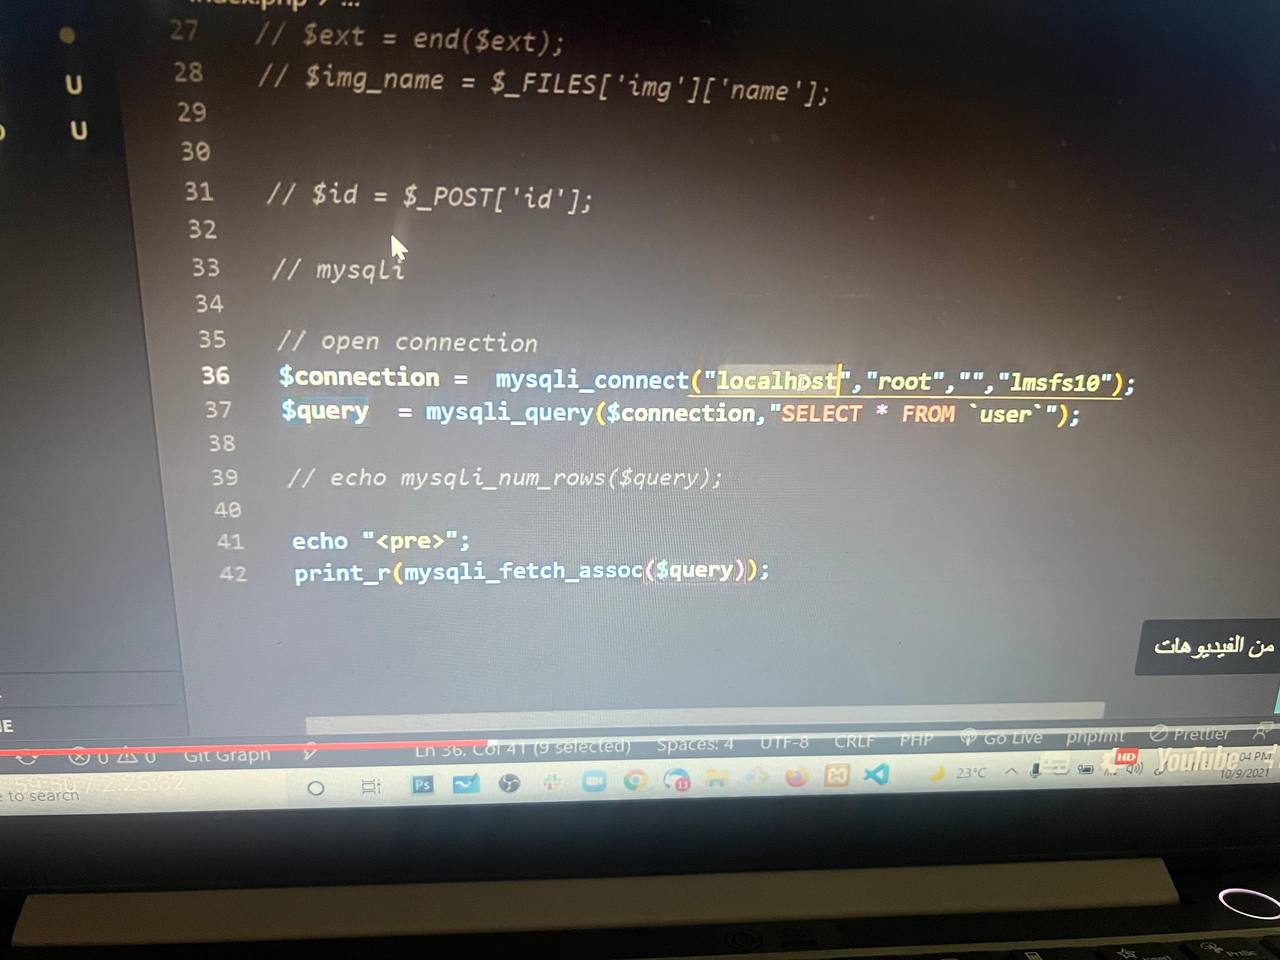 index.php
27 // $ext = end($ext);
28 // $img_name = $_FILES['img']['name'];
29
30
31 // $id = $_POST['id'];
32
33 // mysqli
34
35 // open connection
36 $connection = mysqli_connect("localhost","root","","lmsfs10");
37 $query = mysqli_query($connection,"SELECT * FROM `user`");
38
39 // echo mysqli_num_rows($query);
40
41 echo "<pre>";
42 print_r(mysqli_fetch_assoc($query));
U
U
من الفيديوهات
0 0 Git Graph Ln 36, Col 41 (9 selected) Spaces: 4 UTF-8 CRLF PHP Go Live phpfmt Prettier
59:50 / 2:25:32
to search
Ps
11
23°C
HD
YouTube
04 PM
10/9/2021